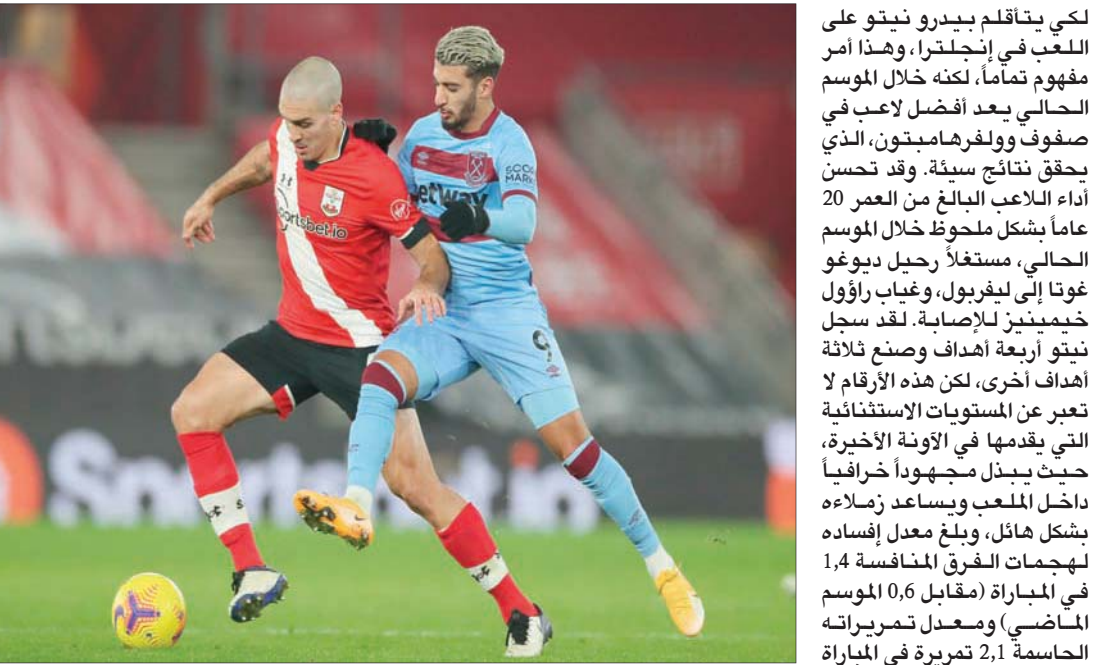 لكي يتأقلم بيدرو نيتو على
اللعب في إنجلترا، وهذا أمر
مفهوم تماماً، لكنه خلال الموسم
الحالي يعد أفضل لاعب في
صفوف وولفرهامبتون، الذي
يحقق نتائج سيئة. وقد تحسن
أداء اللاعب البالغ من العمر 20
عاماً بشكل ملحوظ خلال الموسم
الحالي، مستغلاً رحيل ديوغو
غوتا إلى ليفربول، وغياب راؤول
خيمينيز للإصابة. لقد سجل
نيتو أربعة أهداف وصنع ثلاثة
أهداف أخرى، لكن هذه الأرقام لا
تعبر عن المستويات الاستثنائية
التي يقدمها في الآونة الأخيرة،
حيث يبذل مجهوداً خرافياً
داخل الملعب ويساعد زملاءه
بشكل هائل، وبلغ معدل إفساده
لهجمات الفرق المنافسة 1,4
في المباراة (مقابل 0,6 الموسم
الماضي) ومعدل تمريراته
الحاسمة 2,1 تمريرة في المباراة
sportsbet.io
betway
9